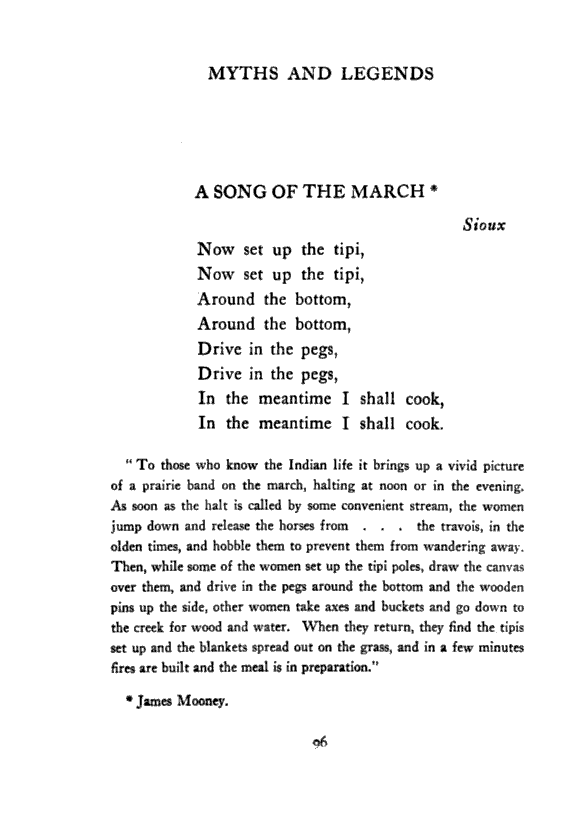 MYTHS AND LEGENDS
A SONG OF THE MARCH *
Sioux
Now set up the tipi,
Now set up the tipi,
Around the bottom,
Around the bottom,
Drive in the pegs,
Drive in the pegs,
In the meantime I shall cook,
In the meantime I shall cook.
" To those who know the Indian life it brings up a vivid picture
of a prairie band on the march, halting at noon or in the evening.
As soon as the halt is called by some convenient stream, the women
jump down and release the horses from . . . the travois, in the
olden times, and hobble them to prevent them from wandering away.
Then, while some of the women set up the tipi poles, draw the canvas
over them, and drive in the pegs around the bottom and the wooden
pins up the side, other women take axes and buckets and go down to
the creek for wood and water. When they return, they find the tipis
set up and the blankets spread out on the grass, and in a few minutes
fires are built and the meal is in preparation."
* James Mooney.
96